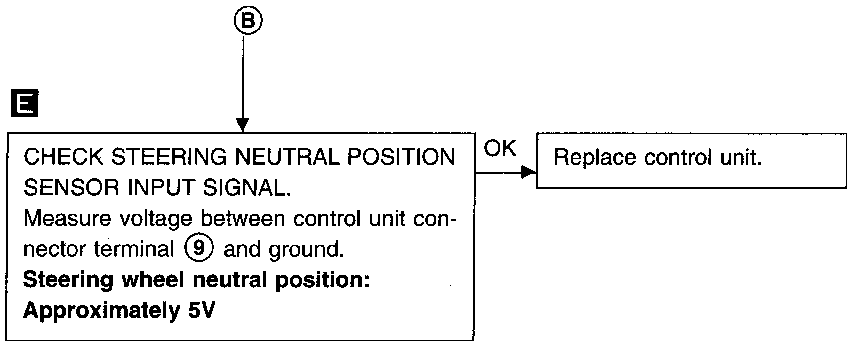 B
E
CHECK STEERING NEUTRAL POSITION
SENSOR INPUT SIGNAL.
Measure voltage between control unit con-
nector terminal 9 and ground.
Steering wheel neutral position:
Approximately 5V
OK
Replace control unit.